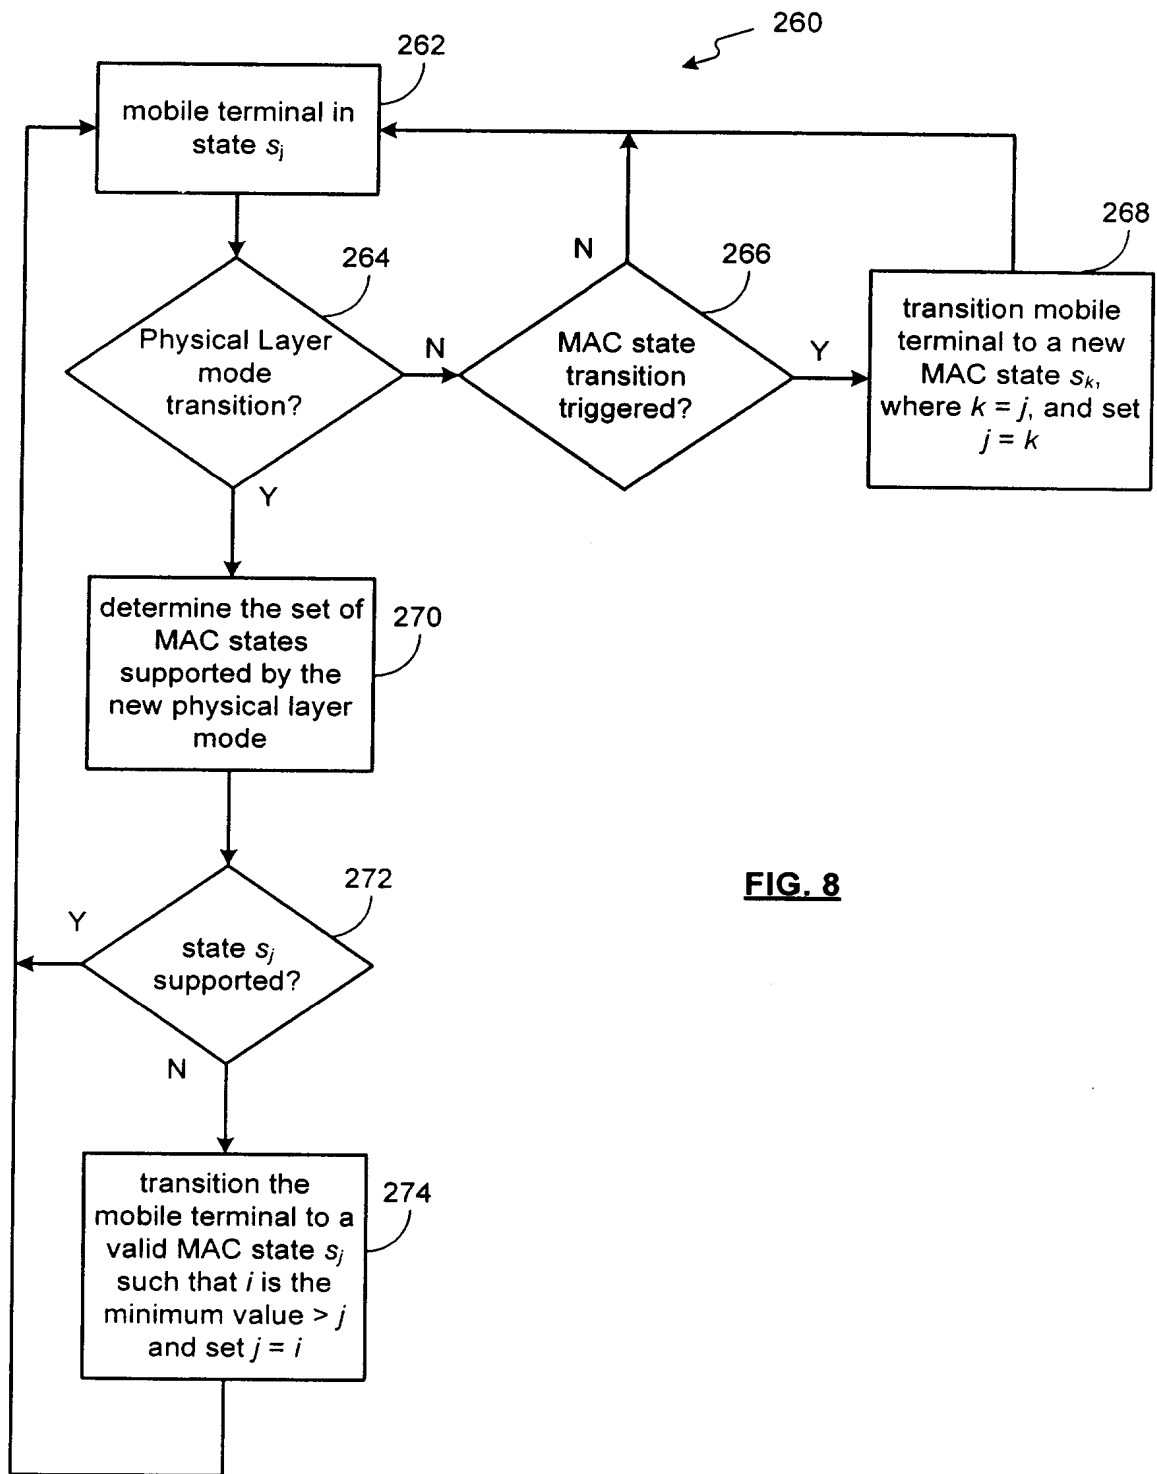 260
262
mobile terminal in
state sj
264
Physical Layer
mode
transition?
N
Y
266
N
MAC state
transition
triggered?
Y
268
transition mobile
terminal to a new
MAC state sk,
where k = j, and set
j = k
270
determine the set of
MAC states
supported by the
new physical layer
mode
272
Y
state sj
supported?
N
274
transition the
mobile terminal to a
valid MAC state sj
such that i is the
minimum value > j
and set j = i
FIG. 8